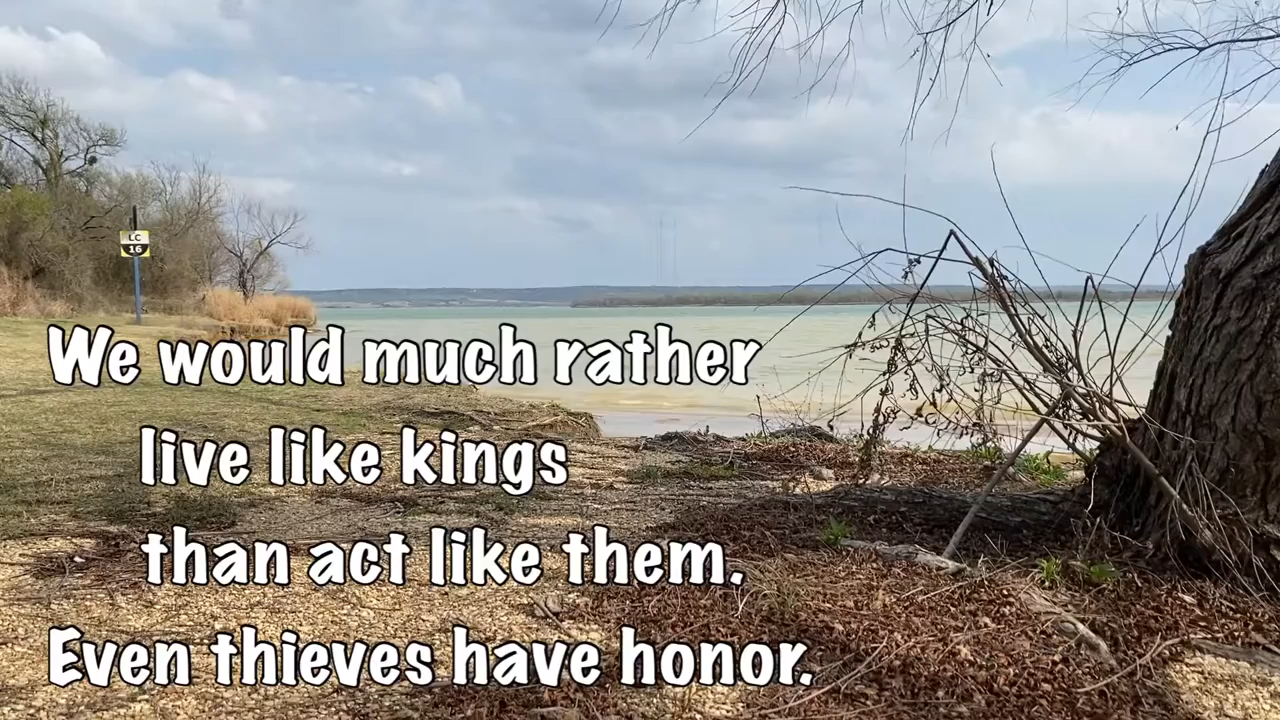 LC
16
We would much rather
live like kings
than act like them.
Even thieves have honor.